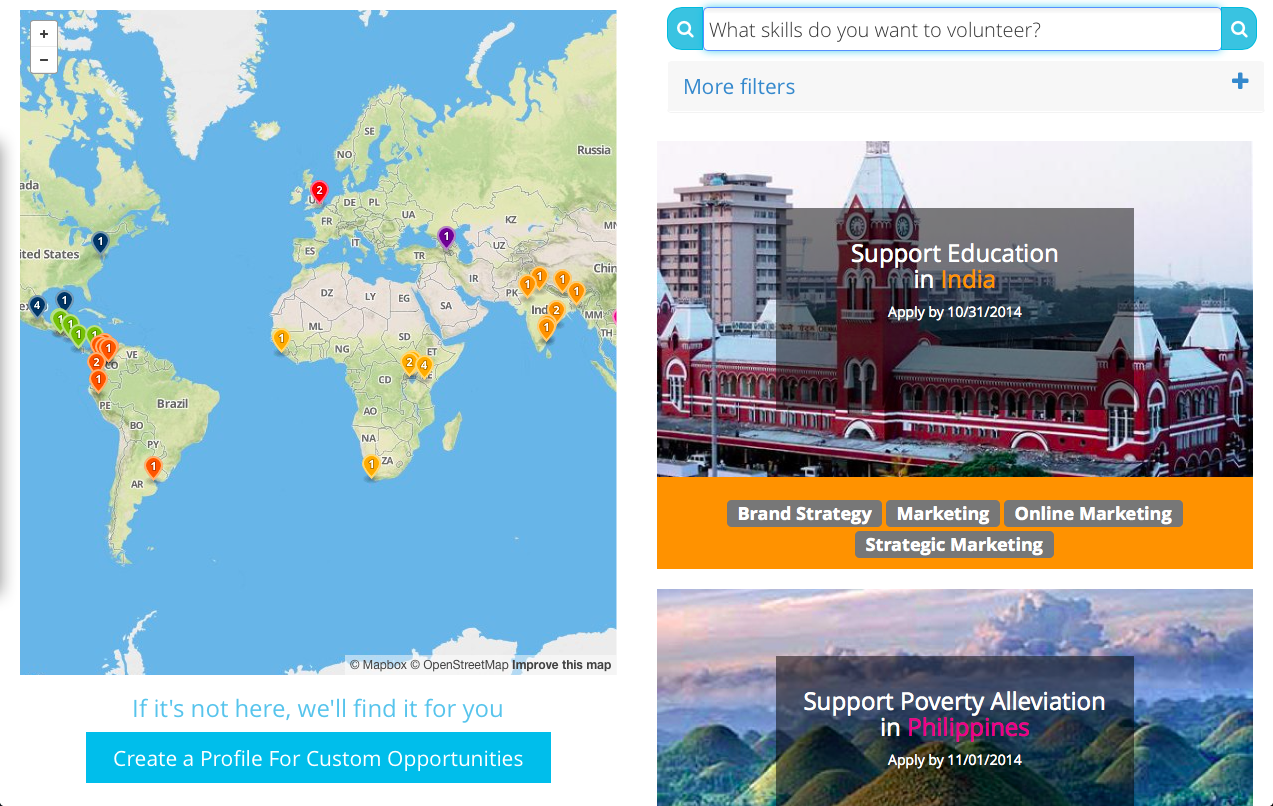 +
−
Russia
SE
NO
ada
2
U
DE PL
UA
FR
KZ
MN
1
1
IT
UZ
ited States
ES
TR
Chin
IR
1
1
1
1
PK
DZ
LY
EG
4
1
SA
Ind
2
MM
1
1
1
1
1
ML
SD
TH
1
VE
NG
ET
2
CO
2
4
1
CD
PE
Brazil
AO
BO
PY
NA
1
1
ZA
AR
© Mapbox © OpenStreetMap Improve this map
If it's not here, we'll find it for you
Create a Profile For Custom Opportunities
What skills do you want to volunteer?
More filters
+
Support Education
in India
Apply by 10/31/2014
Brand Strategy Marketing Online Marketing
Strategic Marketing
Support Poverty Alleviation
in Philippines
Apply by 11/01/2014